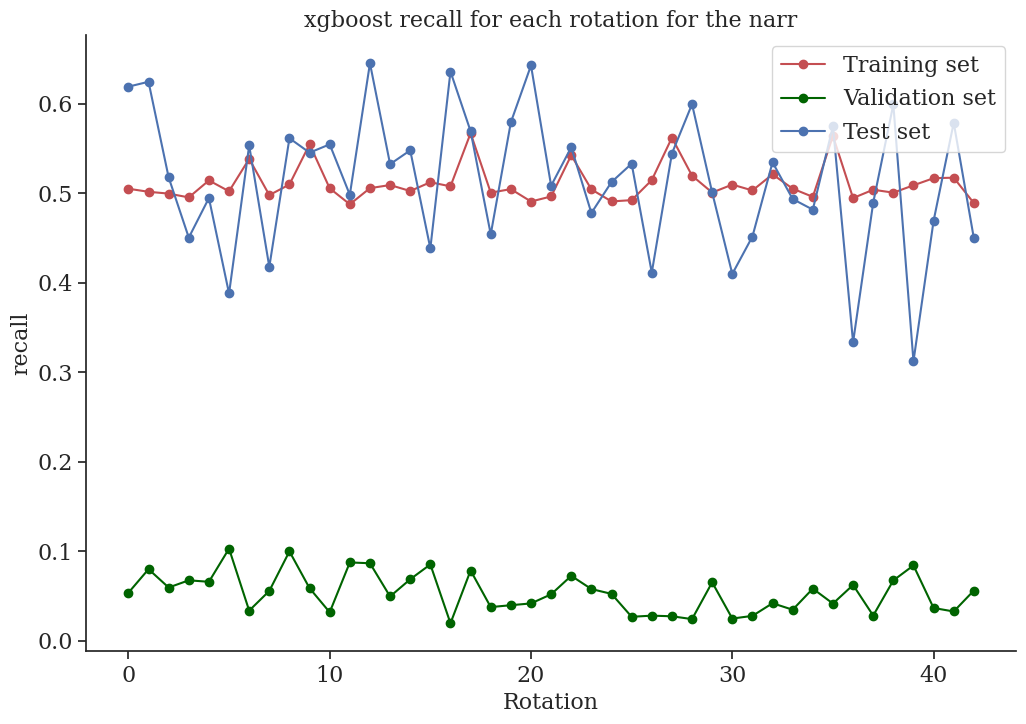 xgboost recall for each rotation for the narr
Training set
Validation set
Test set
recall
0.6
0.5
0.4
0.3
0.2
0.1
0.0
0 10 20 30 40
Rotation